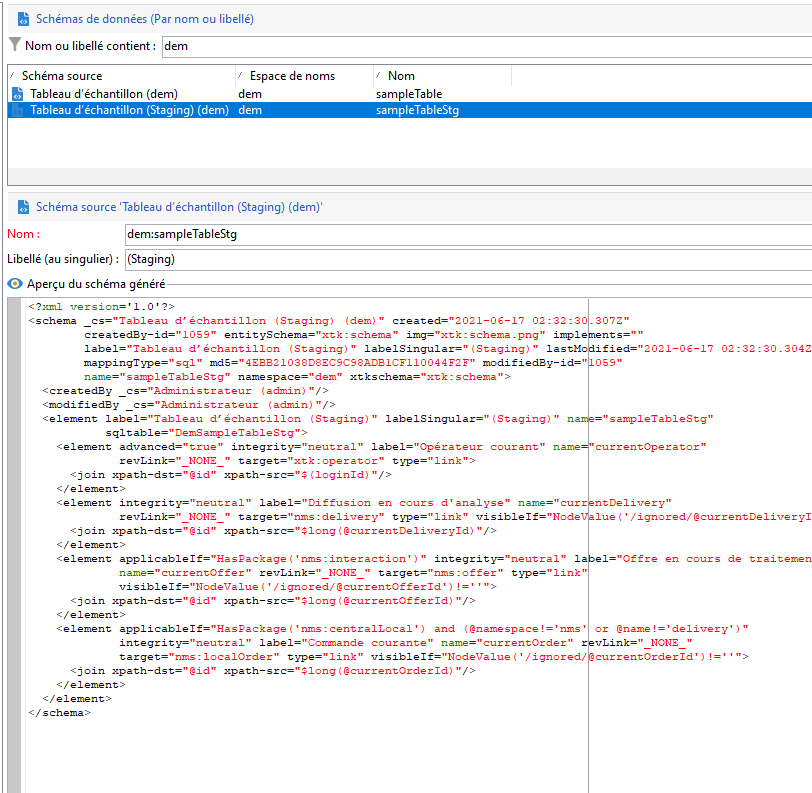 Schémas de données (Par nom ou libellé)
Nom ou libellé contient : dem
Schéma source Espace de noms Nom
Tableau d’échantillon (dem) dem sampleTable
Tableau d’échantillon (Staging) (dem) dem sampleTableStg
Schéma source 'Tableau d’échantillon (Staging) (dem)'
Nom : dem:sampleTableStg
Libellé (au singulier) : (Staging)
Aperçu du schéma généré
<?xml version='1.0'?>
<schema _cs="Tableau d’échantillon (Staging) (dem)" created="2021-06-17 02:32:30.307Z"
createdBy-id="1059" entitySchema="xtk:schema" img="xtk:schema.png" implements=""
label="Tableau d’échantillon (Staging)" labelSingular="(Staging)" lastModified="2021-06-17 02:32:30.304Z
mappingType="sql" md5="4EBB21038D8EC9C98ADB1CF110044F2F" modifiedBy-id="1059"
name="sampleTableStg" namespace="dem" xtkschema="xtk:schema">
<createdBy _cs="Administrateur (admin)"/>
<modifiedBy _cs="Administrateur (admin)"/>
<element label="Tableau d’échantillon (Staging)" labelSingular="(Staging)" name="sampleTableStg"
sqltable="DemSampleTableStg">
<element advanced="true" integrity="neutral" label="Opérateur courant" name="currentOperator"
revLink="_NONE_" target="xtk:operator" type="link">
<join xpath-dst="@id" xpath-src="$(loginId)"/>
</element>
<element integrity="neutral" label="Diffusion en cours d'analyse" name="currentDelivery"
revLink="_NONE_" target="nms:delivery" type="link" visibleIf="NodeValue('/ignored/@currentDeliveryI
<join xpath-dst="@id" xpath-src="$long(@currentDeliveryId)"/>
</element>
<element applicableIf="HasPackage('nms:interaction')" integrity="neutral" label="Offre en cours de traitemen
name="currentOffer" revLink="_NONE_" target="nms:offer" type="link"
visibleIf="NodeValue('/ignored/@currentOfferId')!=''">
<join xpath-dst="@id" xpath-src="$long(@currentOfferId)"/>
</element>
<element applicableIf="HasPackage('nms:centralLocal') and (@namespace!='nms' or @name!='delivery')"
integrity="neutral" label="Commande courante" name="currentOrder" revLink="_NONE_"
target="nms:localOrder" type="link" visibleIf="NodeValue('/ignored/@currentOrderId')!=''">
<join xpath-dst="@id" xpath-src="$long(@currentOrderId)"/>
</element>
</element>
</schema>